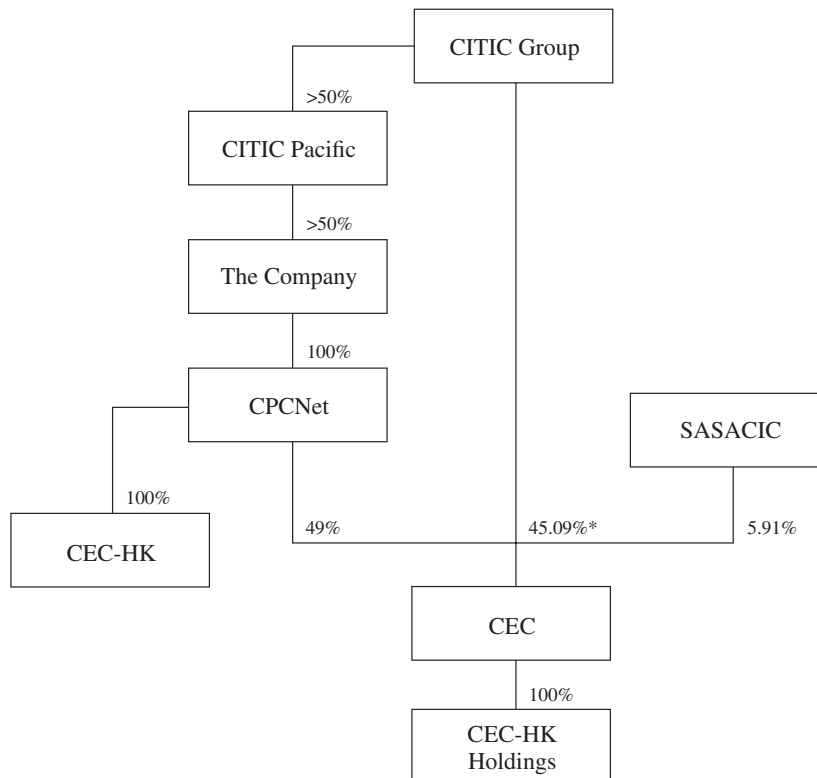 CITIC Group
>50%
CITIC Pacific
>50%
The Company
100%
CPCNet
SASACIC
100%
49%
45.09%*
5.91%
CEC-HK
CEC
100%
CEC-HK
Holdings